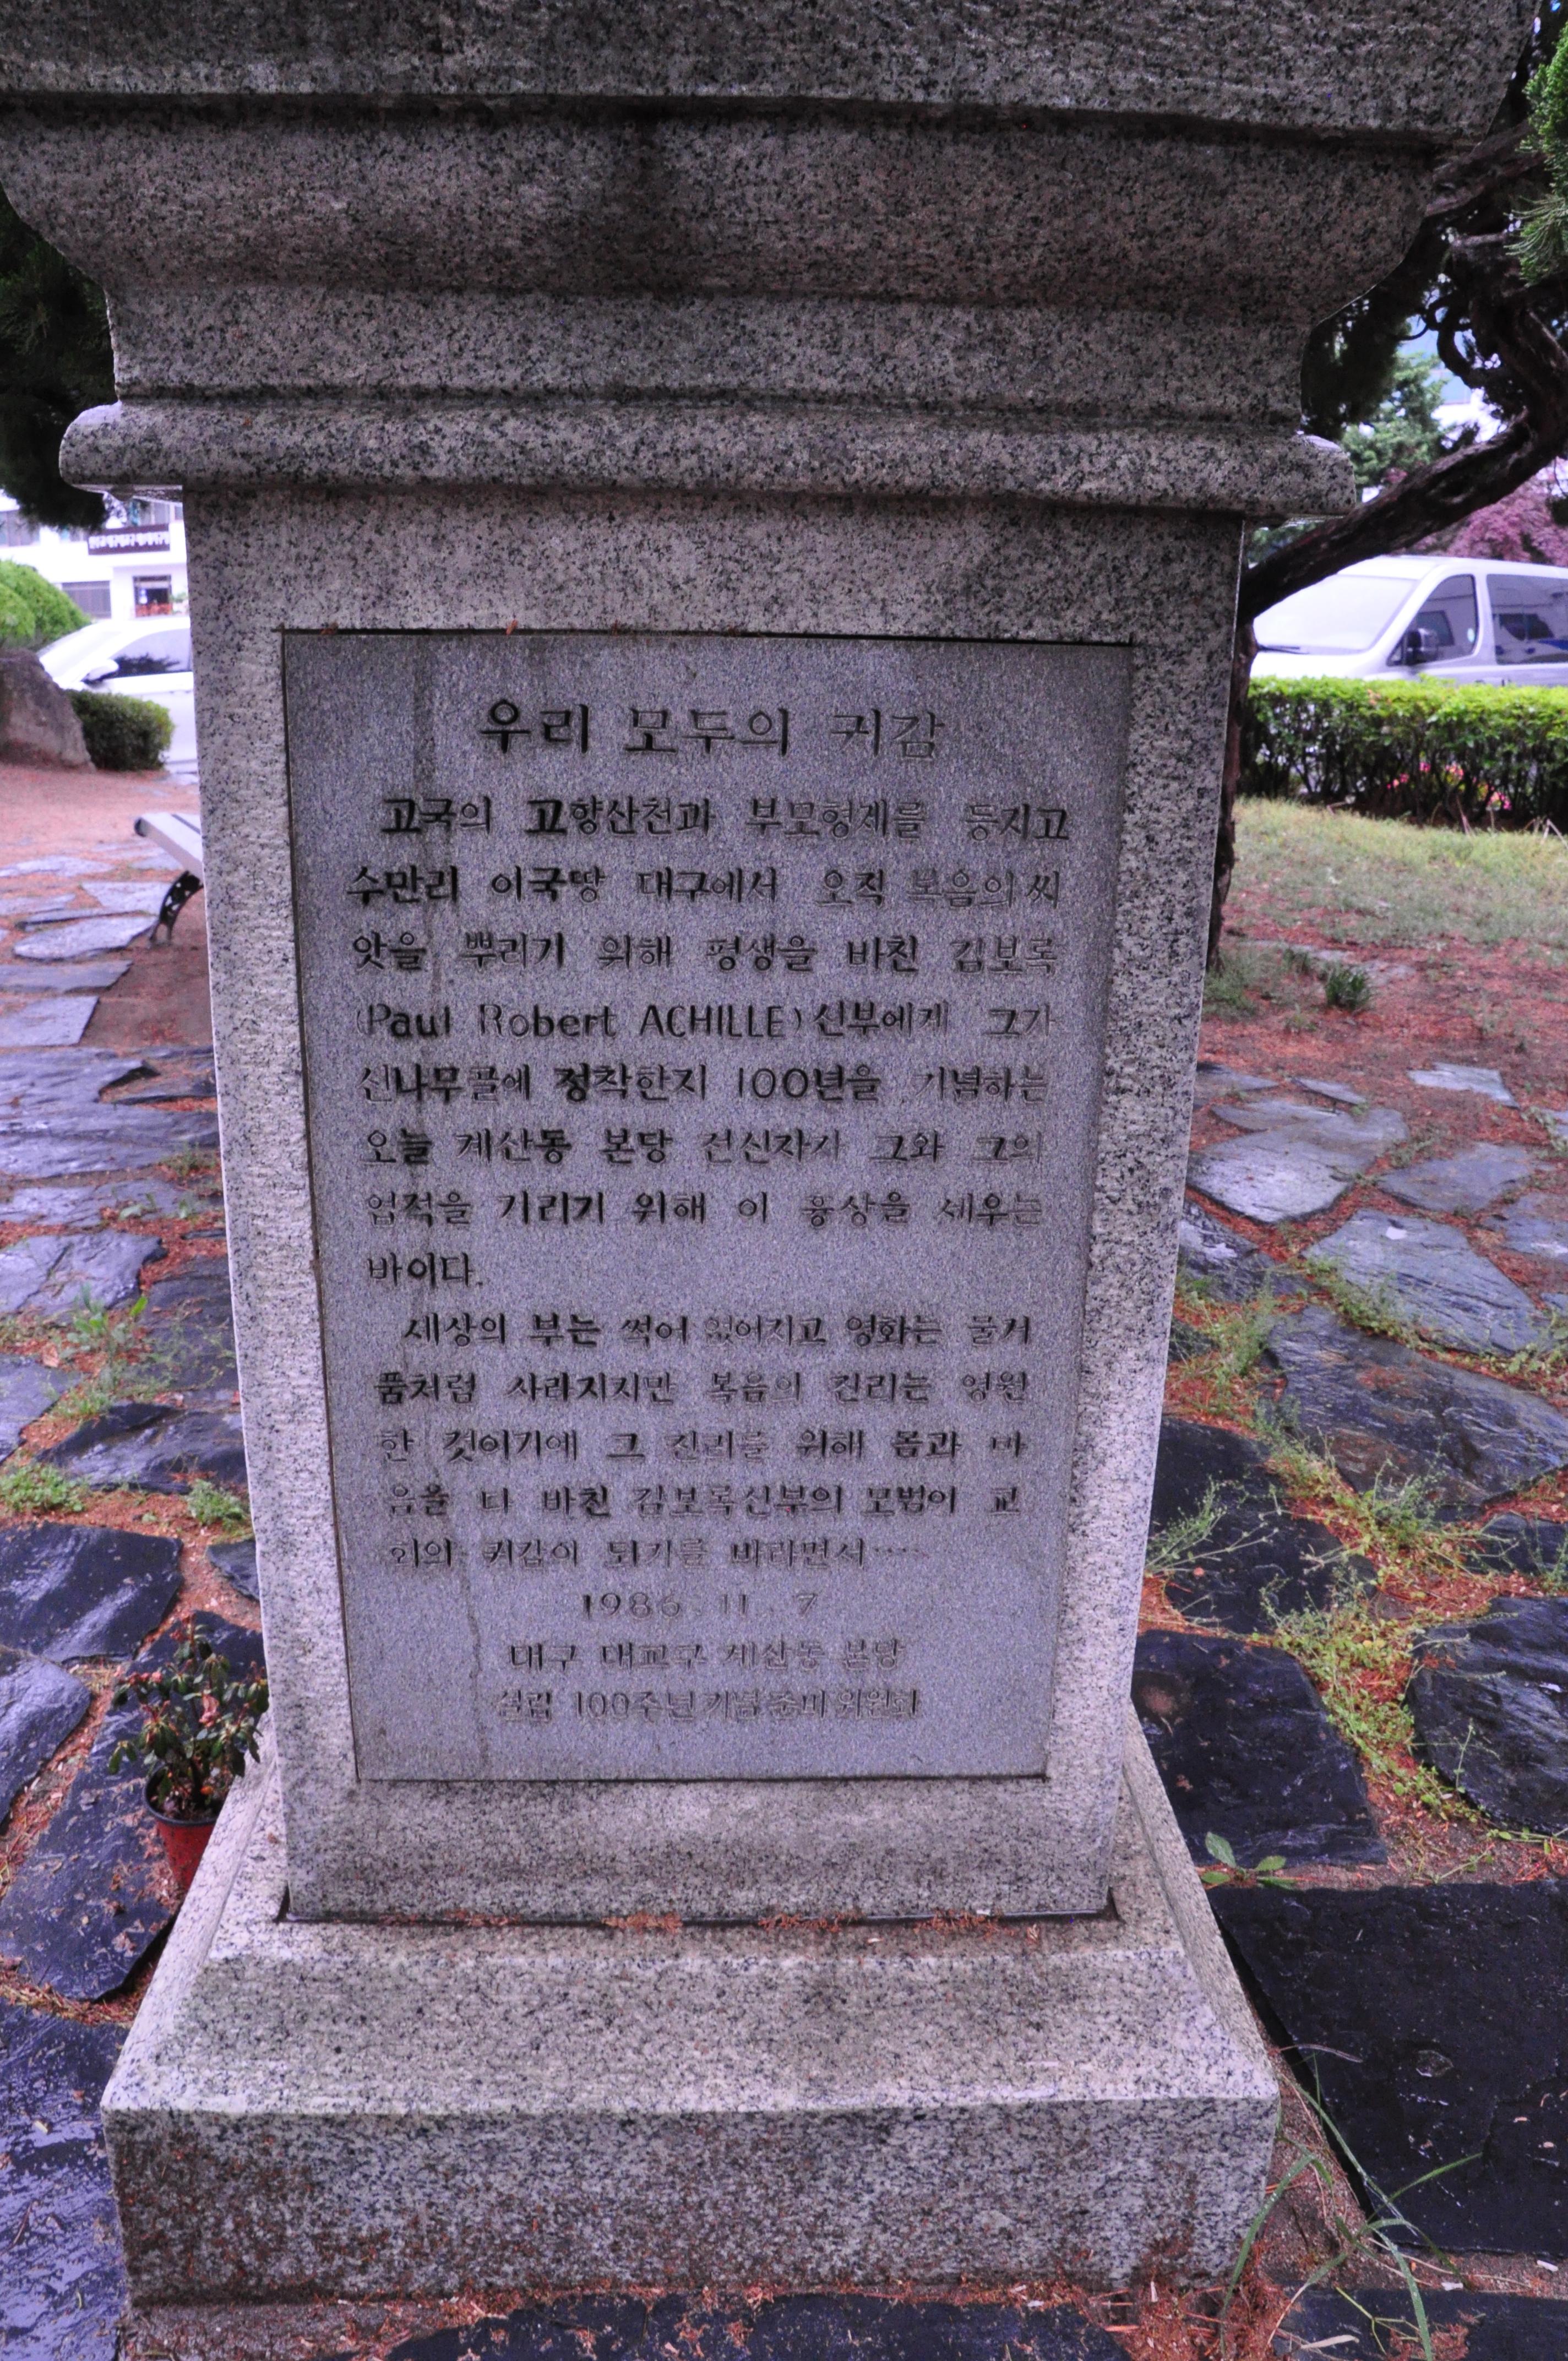 우리 모두의 귀감
고국의 고향산천과 부모형제를 등지고
수만리 이국땅 대구에서 오직 복음의 씨
앗을 뿌리기 위해 평생을 바친 김보록
(Paul Robert ACHILLE) 신부에게 그가
신나무골에 정착한지 100년을 기념하는
오늘 계산동 본당 전신자가 그와 그의
업적을 기리기 위해 이 흉상을 세우는
바이다.
세상의 부는 썩어 없어지고 영화는 물거
품처럼 사라지지만 복음의 진리는 영원
한 것이기에 그 진리를 위해 몸과 마
음을 다 바친 김보록신부의 모범이 교
회의 귀감이 되기를 바라면서……
1986. 11. 7
대구 대교구 계산동 본당
설립 100주년 기념 준비 위원회